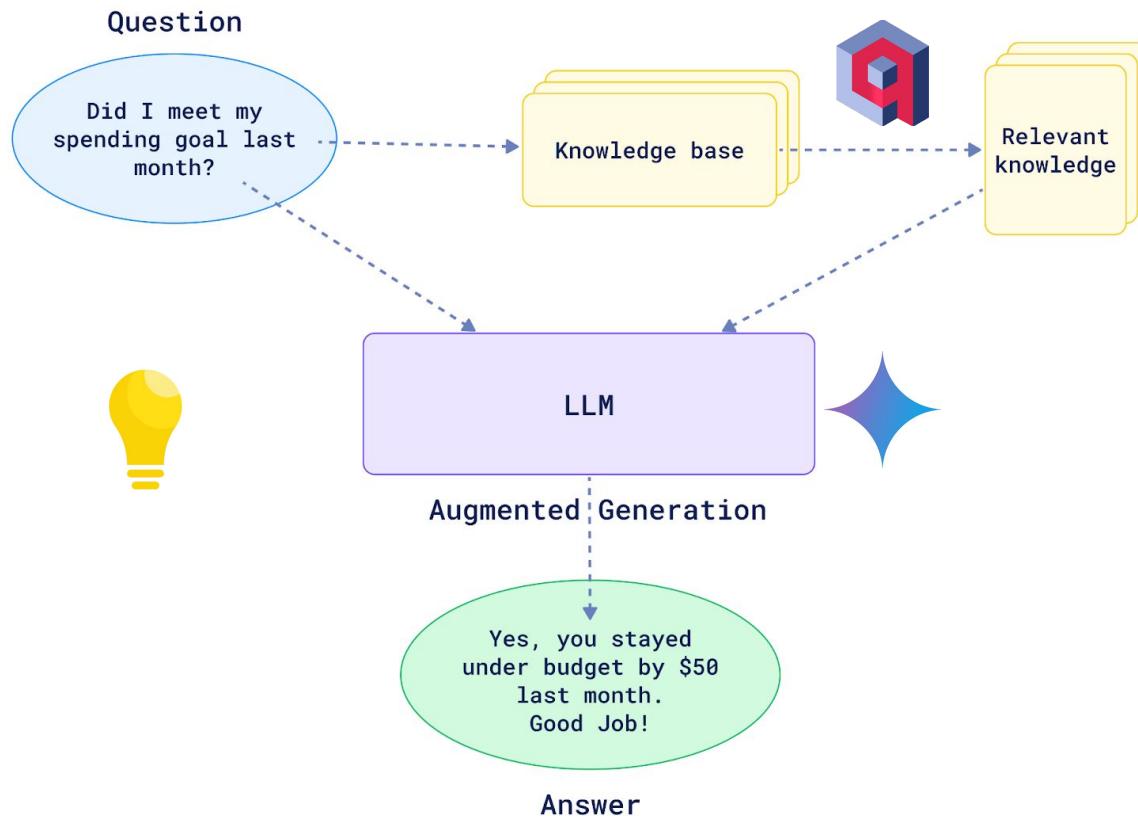 Question
Did I meet my
spending goal last
month?
Knowledge base
Relevant
knowledge
LLM
Augmented Generation
Yes, you stayed
under budget by $50
last month.
Good Job!
Answer